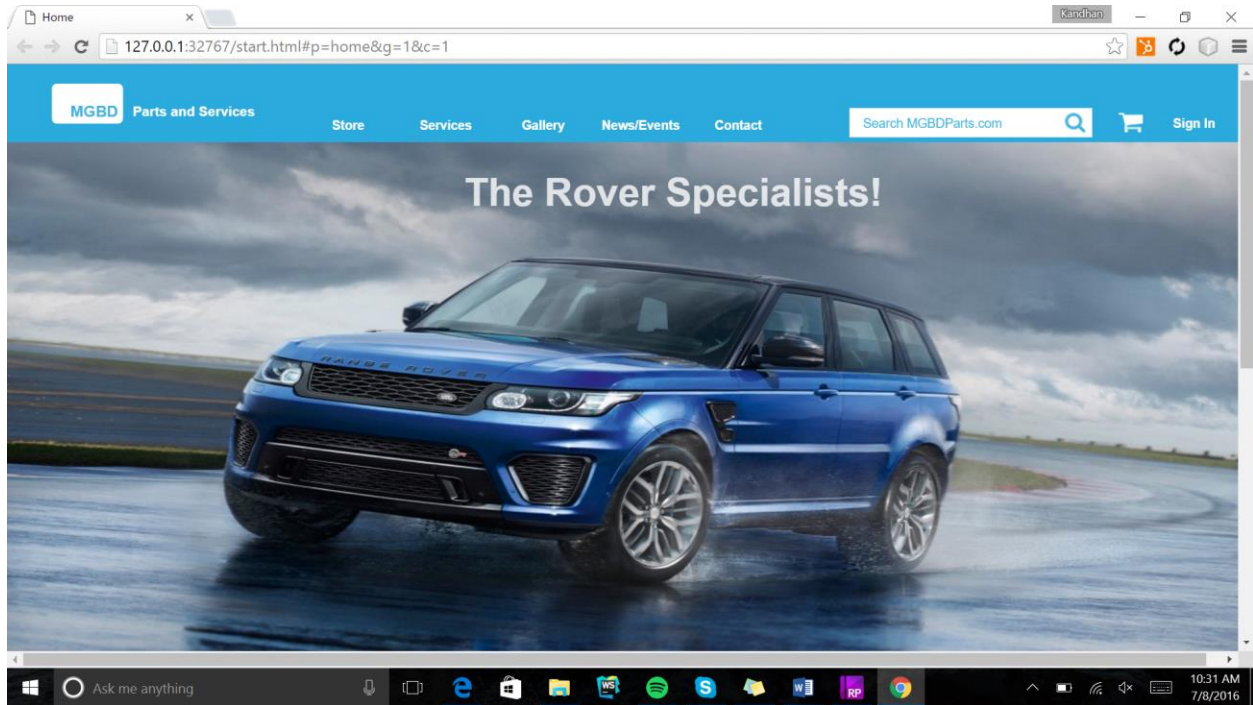 Home
Kandhan
127.0.0.1:32767/start.html#p=home&g=1&c=1
MGBD Parts and Services
Store Services Gallery News/Events Contact
Search MGBDParts.com
Sign In
The Rover Specialists!
RANGE ROVER
Ask me anything
WS
RP
10:31 AM
7/8/2016